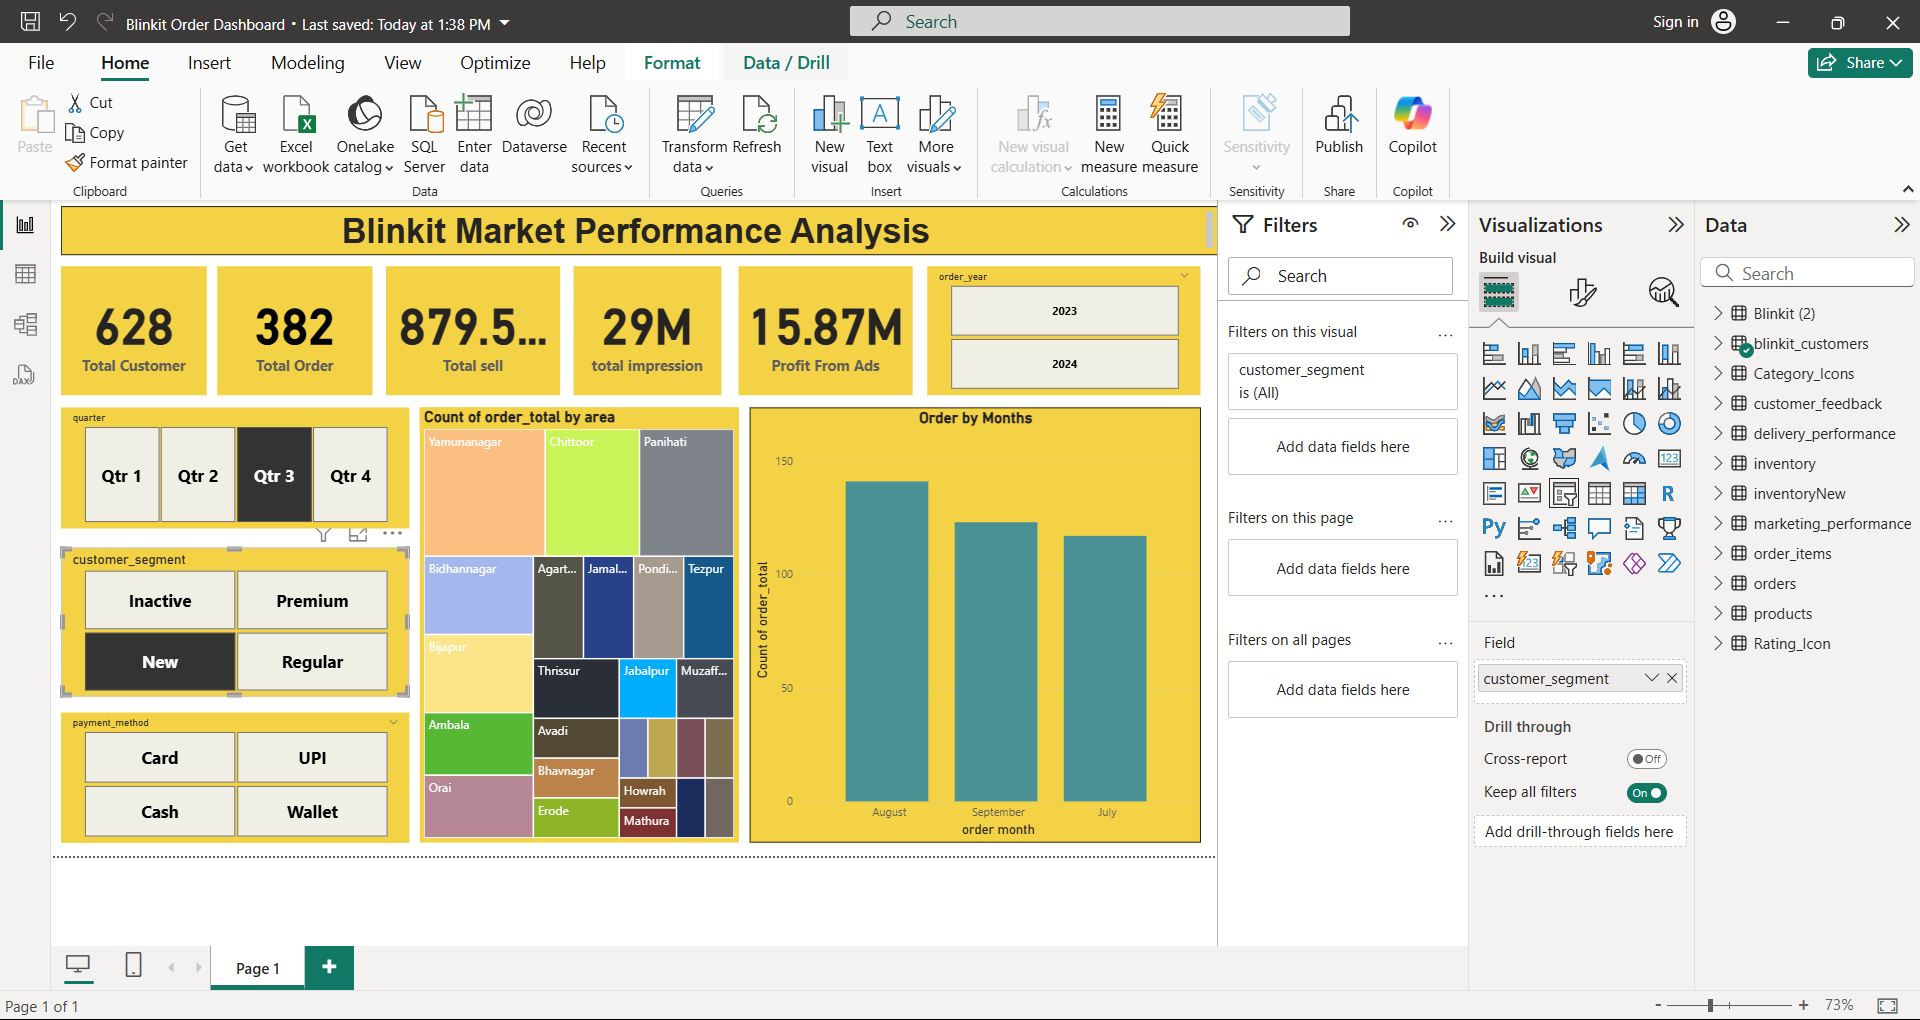 Blinkit Order Dashboard • Last saved: Today at 1:38 PM
Search
Sign in
File
Home
Insert
Modeling
View
Optimize
Help
Format
Data / Drill
Share
Paste
Cut
Copy
Format painter
Clipboard
Get data
Excel workbook
OneLake catalog
SQL Server
Enter data
Dataverse
Recent sources
Data
Transform data
Refresh
Queries
New visual
Text box
More visuals
Insert
New visual calculation
New measure
Quick measure
Calculations
Sensitivity
Sensitivity
Publish
Share
Copilot
Copilot
Blinkit Market Performance Analysis
628
Total Customer
382
Total Order
879.5...
Total sell
29M
total impression
15.87M
Profit From Ads
order_year
2023
2024
quarter
Qtr 1
Qtr 2
Qtr 3
Qtr 4
customer_segment
Inactive
Premium
New
Regular
payment_method
Card
UPI
Cash
Wallet
Count of order_total by area
Yamunanagar
Chittoor
Panihati
Bidhannagar
Agart...
Jamal...
Pondi...
Tezpur
Bijapur
Thrissur
Jabalpur
Muzaff...
Ambala
Avadi
Bhavnagar
Orai
Howrah
Erode
Mathura
Order by Months
Count of order_total
150
100
50
0
August
September
July
order month
Filters
Search
Filters on this visual
...
customer_segment
is (All)
Add data fields here
Filters on this page
...
Add data fields here
Filters on all pages
...
Add data fields here
Visualizations
Build visual
123
R
Py
123
...
Field
customer_segment
Drill through
Cross-report
Off
Keep all filters
On
Add drill-through fields here
Data
Search
Blinkit (2)
blinkit_customers
Category_Icons
customer_feedback
delivery_performance
inventory
inventoryNew
marketing_performance
order_items
orders
products
Rating_Icon
DAX
Page 1
Page 1 of 1
- + 73%